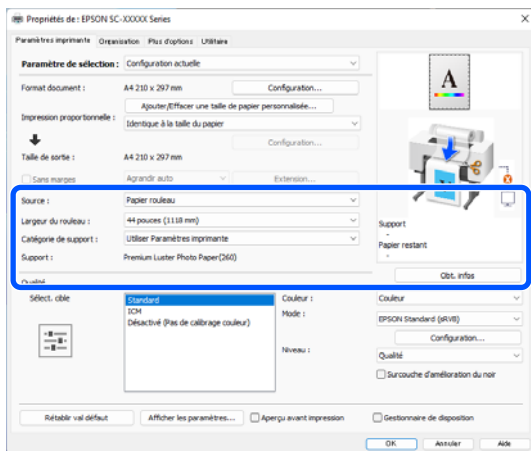 Propriétés de : EPSON SC-XXXXX Series
Paramètres imprimante Organisation Plus d'options Utilitaire
Paramètre de sélection : Configuration actuelle
Format document : A4 210 x 297 mm Configuration...
Ajouter/Effacer une taille de papier personnalisée...
Impression proportionnelle : Identique à la taille du papier
Configuration...
Taille de sortie : A4 210 x 297 mm
Sans marges Agrandir auto Extension...
Source : Papier rouleau
Largeur du rouleau : 44 pouces (1118 mm)
Catégorie de support : Utiliser Paramètres imprimante
Support : Premium Luster Photo Paper(260)
A
Support
-
Papier restant
-
Obt. infos
Qualité
Sélect. cible
Standard
ICM
Désactivé (Pas de calibrage couleur)
Couleur : Couleur
Mode : EPSON Standard (sRVB)
Configuration...
Niveau : Qualité
Surcouche d'amélioration du noir
Rétablir val défaut Afficher les paramètres... Aperçu avant impression Gestionnaire de disposition
OK Annuler Aide